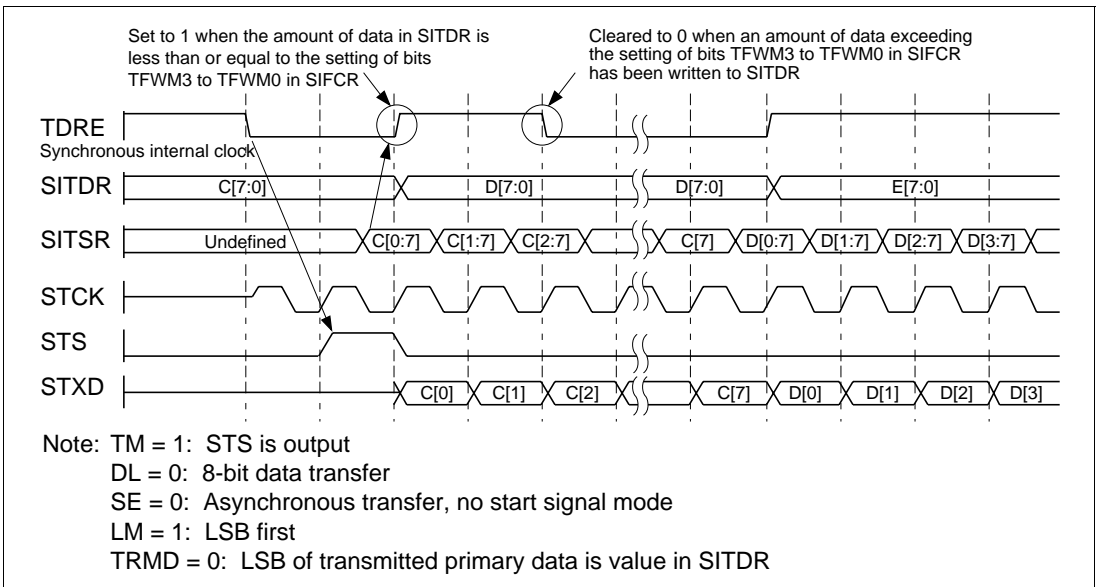 Set to 1 when the amount of data in SITDR is
less than or equal to the setting of bits
TFWM3 to TFWM0 in SIFCR
Cleared to 0 when an amount of data exceeding
the setting of bits TFWM3 to TFWM0 in SIFCR
has been written to SITDR
TDRE
Synchronous internal clock
SITDR C[7:0] D[7:0] D[7:0] E[7:0]
SITSR Undefined C[0:7] C[1:7] C[2:7] C[7] D[0:7] D[1:7] D[2:7] D[3:7]
STCK
STS
STXD C[0] C[1] C[2] C[7] D[0] D[1] D[2] D[3]
Note: TM = 1: STS is output
DL = 0: 8-bit data transfer
SE = 0: Asynchronous transfer, no start signal mode
LM = 1: LSB first
TRMD = 0: LSB of transmitted primary data is value in SITDR